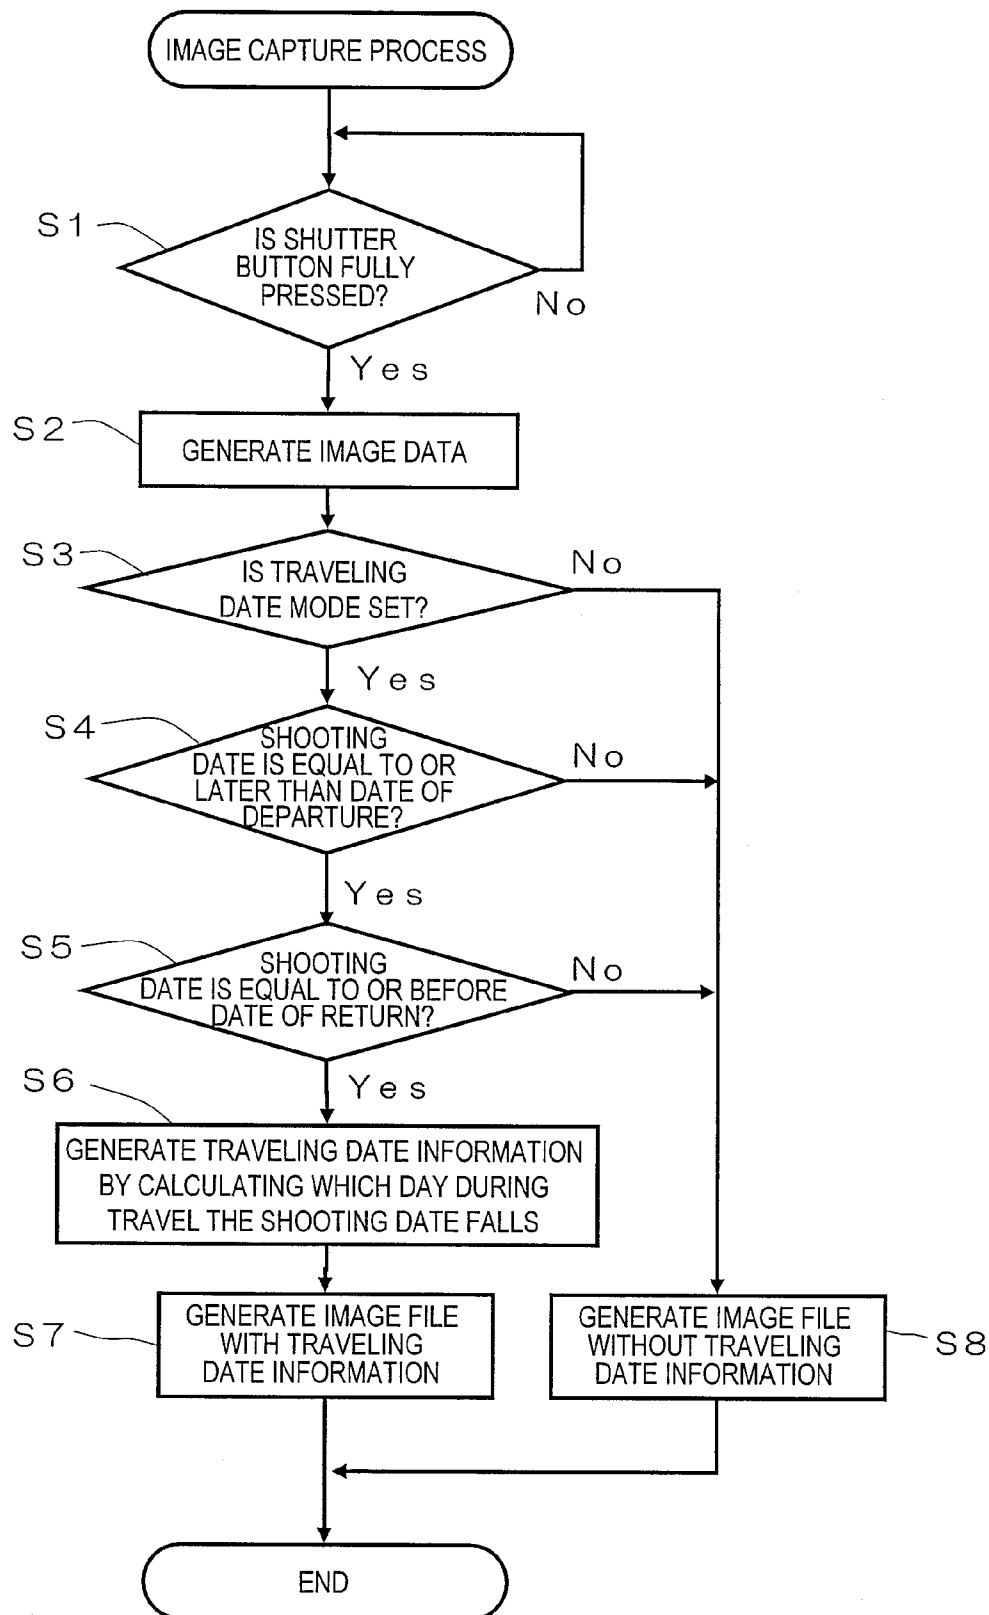 IMAGE CAPTURE PROCESS
S1
IS SHUTTER
BUTTON FULLY
PRESSED?
No
Yes
S2
GENERATE IMAGE DATA
S3
IS TRAVELING
DATE MODE SET?
No
Yes
S4
SHOOTING
DATE IS EQUAL TO OR
LATER THAN DATE OF
DEPARTURE?
No
Yes
S5
SHOOTING
DATE IS EQUAL TO OR BEFORE
DATE OF RETURN?
No
Yes
S6
GENERATE TRAVELING DATE INFORMATION
BY CALCULATING WHICH DAY DURING
TRAVEL THE SHOOTING DATE FALLS
S7
GENERATE IMAGE FILE
WITH TRAVELING
DATE INFORMATION
GENERATE IMAGE FILE
WITHOUT TRAVELING
DATE INFORMATION
S8
END